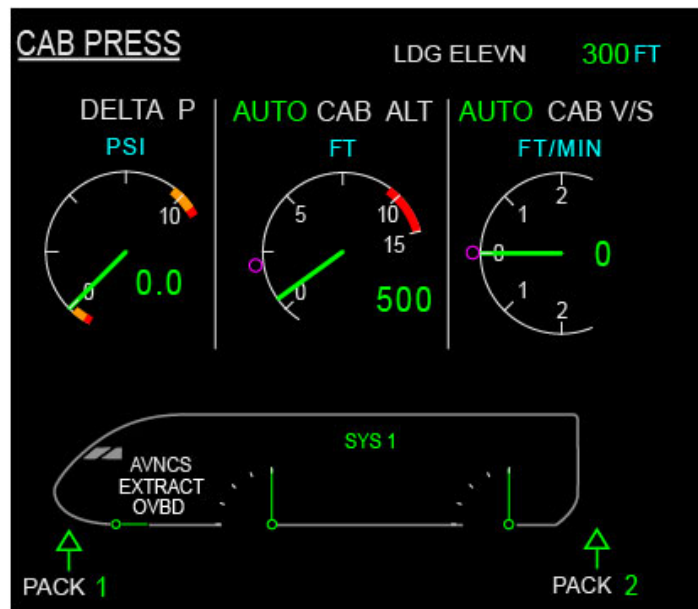 CAB PRESS
LDG ELEVN 300 FT
DELTA P
PSI
10
0
0.0
AUTO CAB ALT
FT
5
10
15
0
500
AUTO CAB V/S
FT/MIN
2
1
0
0
1
2
SYS 1
AVNCS
EXTRACT
OVBD
PACK 1
PACK 2